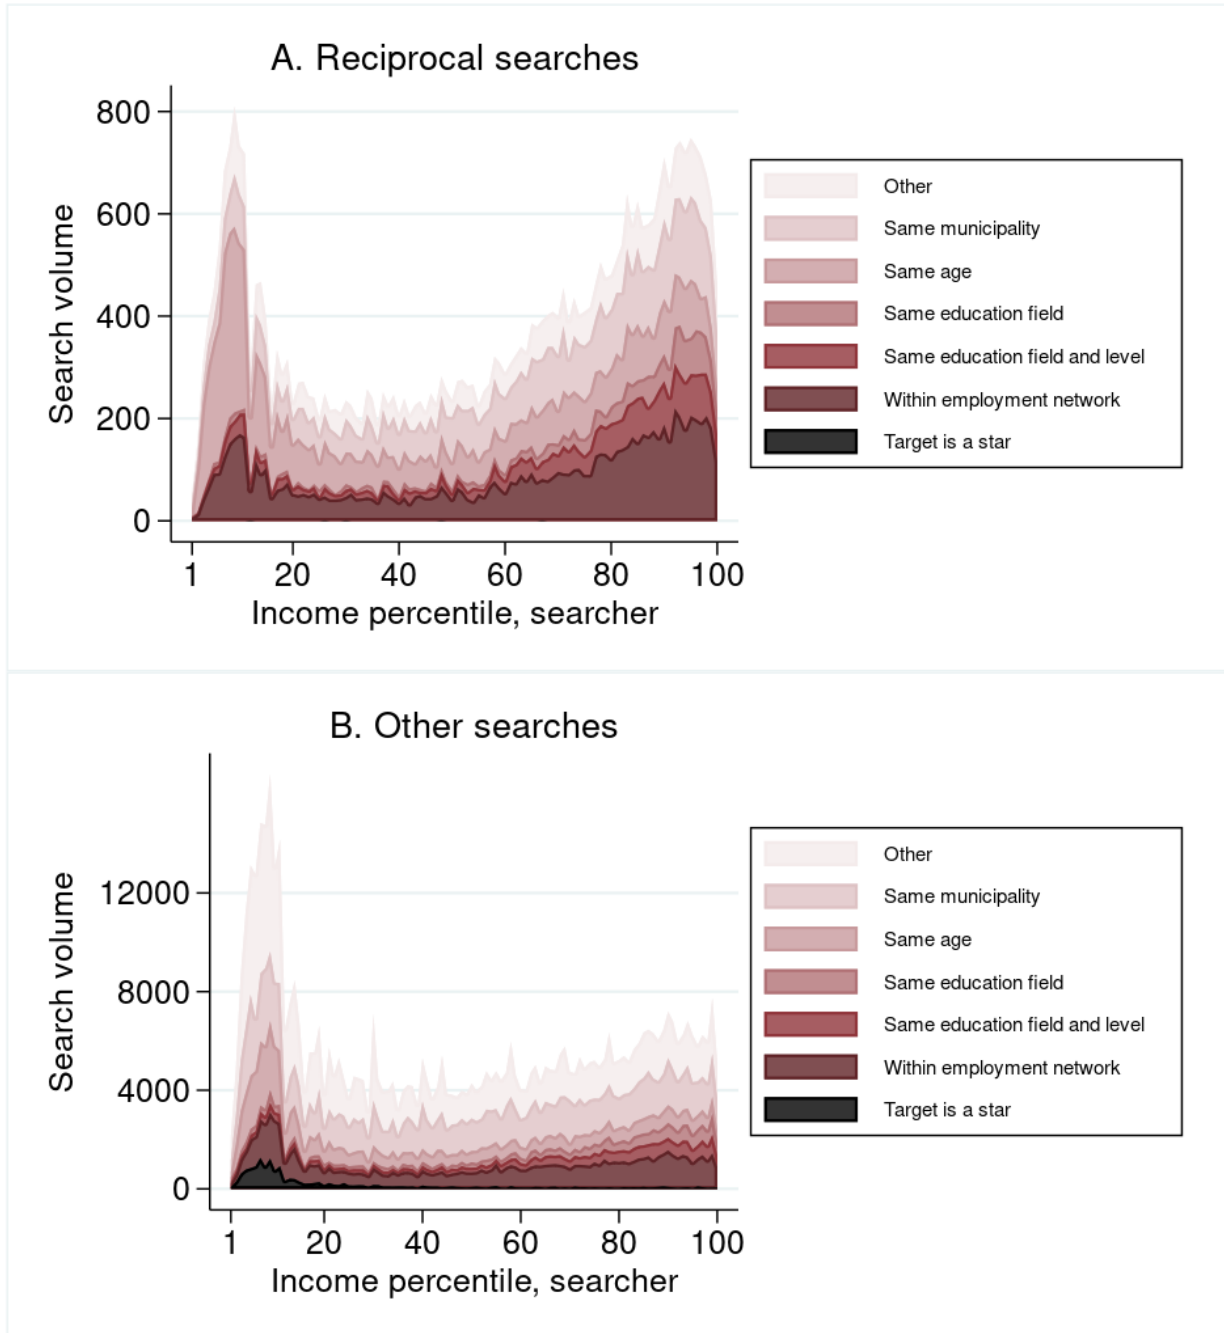 A. Reciprocal searches
Search volume
800
600
400
200
0
1 20 40 60 80 100
Income percentile, searcher
Other
Same municipality
Same age
Same education field
Same education field and level
Within employment network
Target is a star
B. Other searches
Search volume
12000
8000
4000
0
1 20 40 60 80 100
Income percentile, searcher
Other
Same municipality
Same age
Same education field
Same education field and level
Within employment network
Target is a star